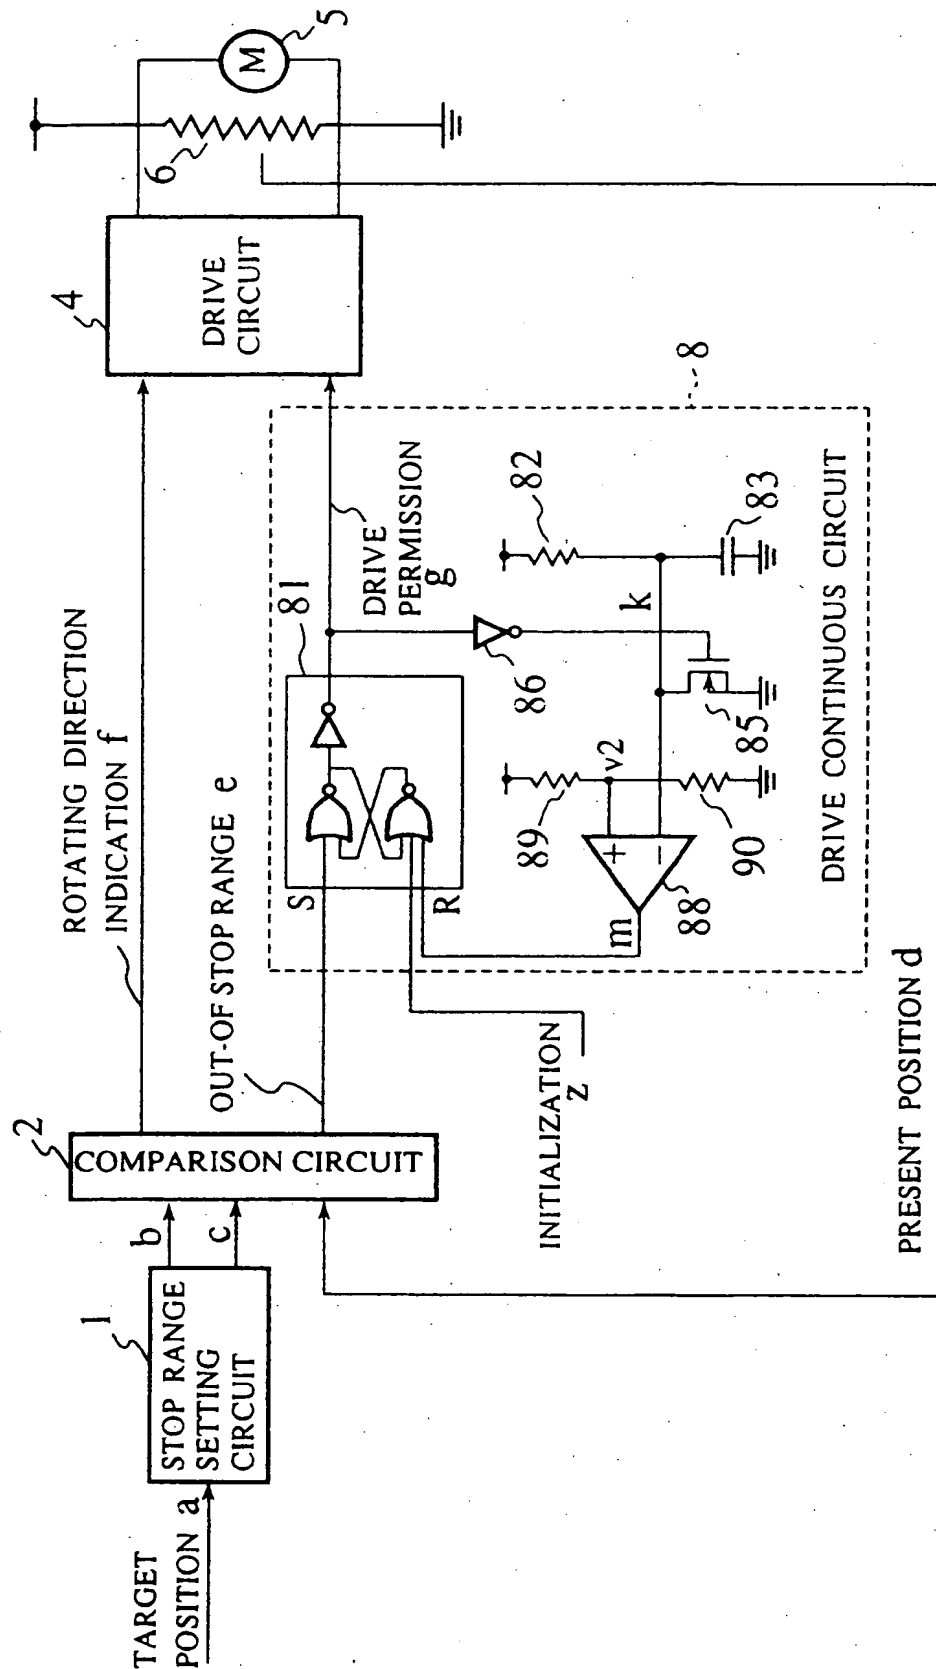 TARGET
POSITION a
1
STOP RANGE
SETTING
CIRCUIT
b
c
2
COMPARISON CIRCUIT
ROTATING DIRECTION
INDICATION f
OUT-OF STOP RANGE e
INITIALIZATION
z
S
R
81
DRIVE
PERMISSION
g
86
82
83
k
85
89
v2
90
+
−
88
m
DRIVE CONTINUOUS CIRCUIT
8
4
DRIVE
CIRCUIT
6
M
5
PRESENT POSITION d